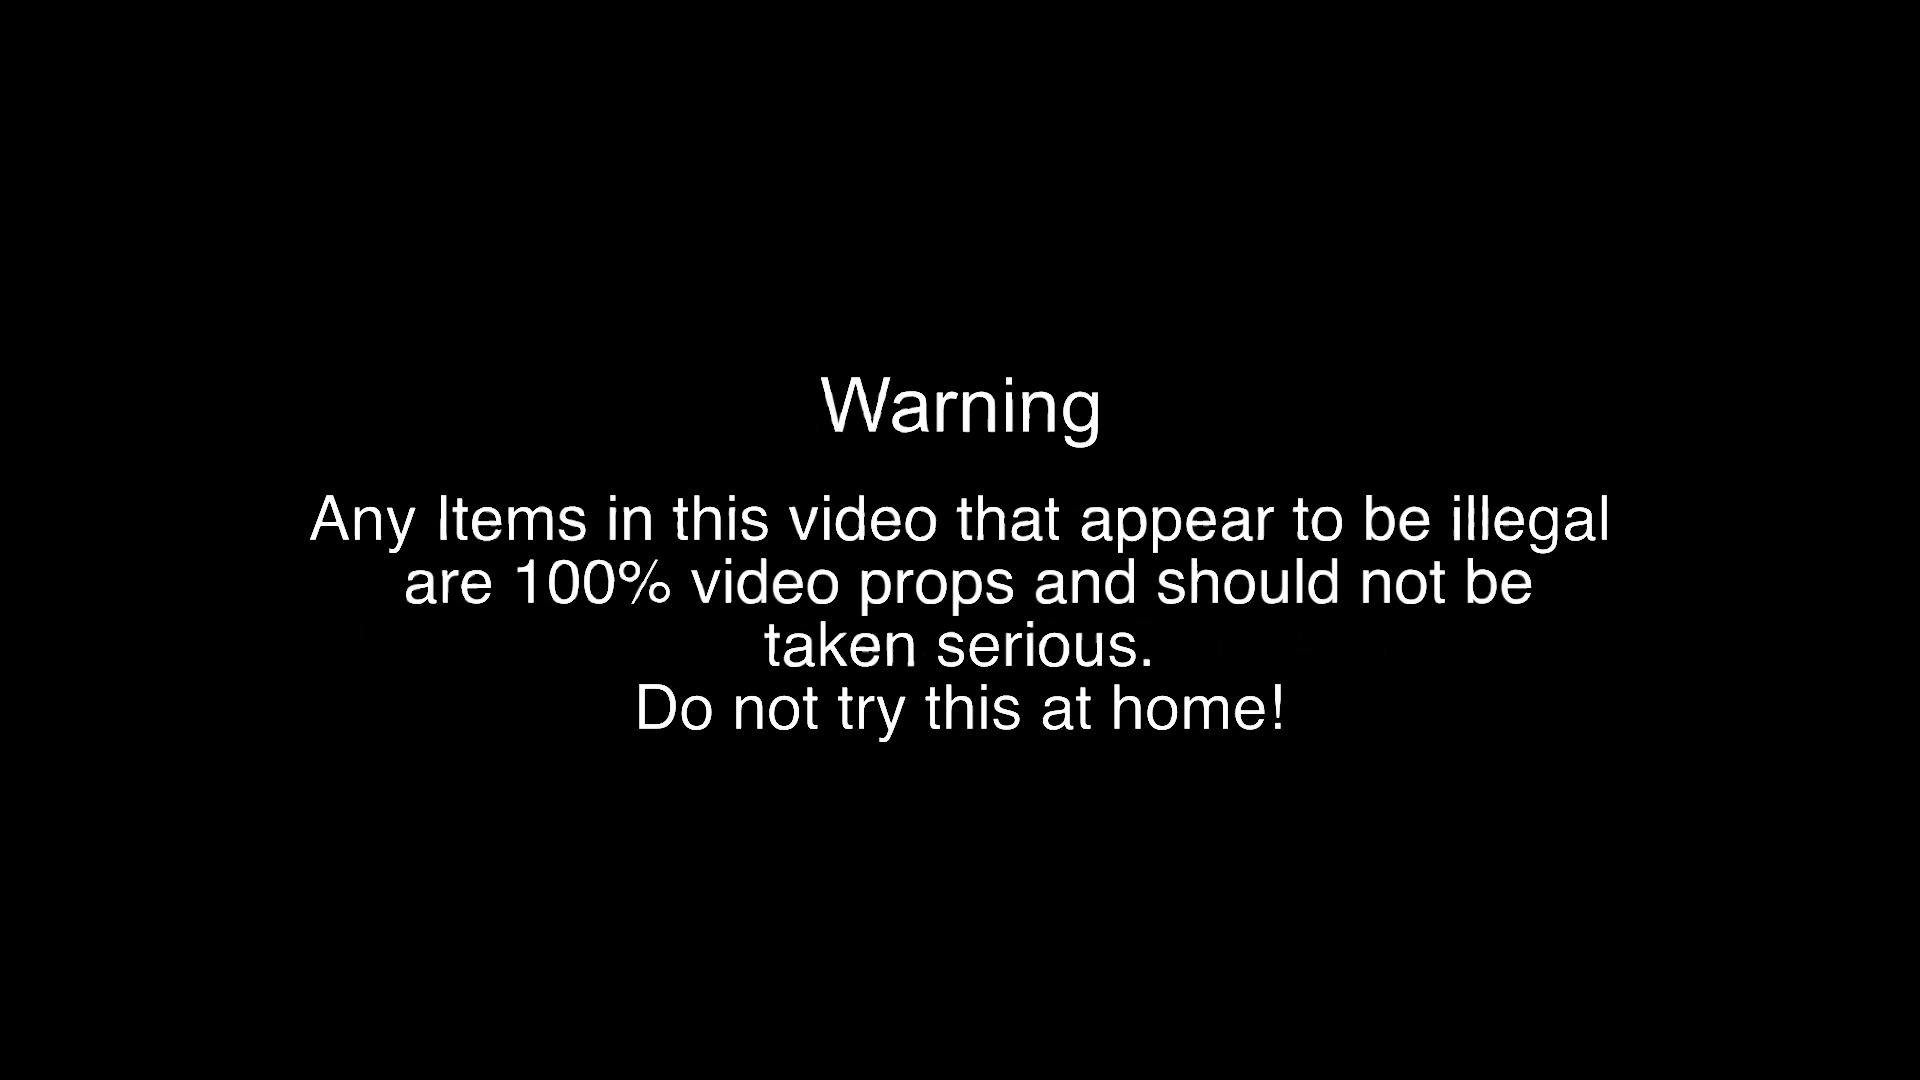 Warning
Any Items in this video that appear to be illegal
are 100% video props and should not be
taken serious.
Do not try this at home!